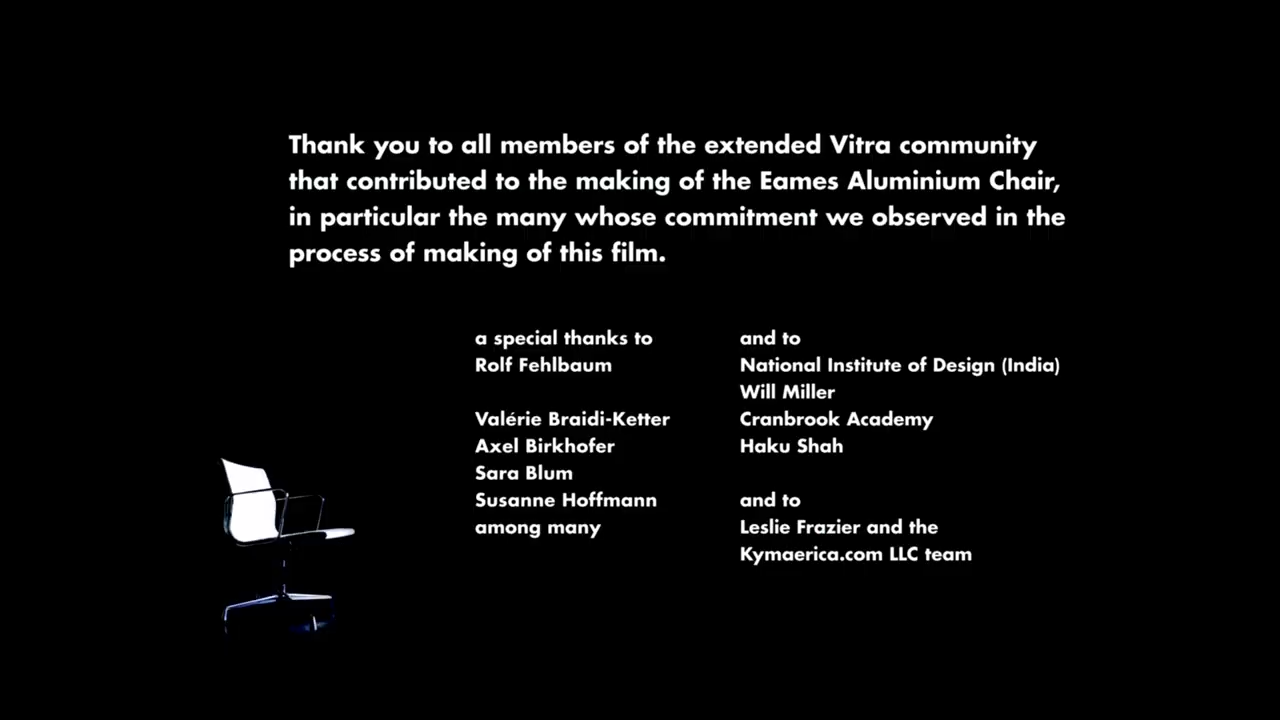 Thank you to all members of the extended Vitra community
that contributed to the making of the Eames Aluminium Chair,
in particular the many whose commitment we observed in the
process of making of this film.
a special thanks to
Rolf Fehlbaum
Valérie Braidi-Ketter
Axel Birkhofer
Sara Blum
Susanne Hoffmann
among many
and to
National Institute of Design (India)
Will Miller
Cranbrook Academy
Haku Shah
and to
Leslie Frazier and the
Kymaerica.com LLC team